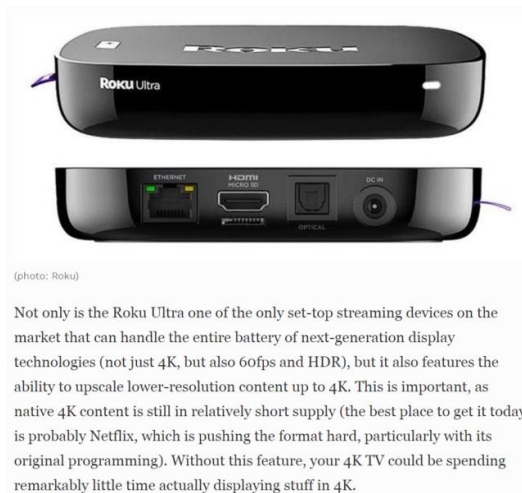 ROKU
ROKU Ultra
ETHERNET
HDMI
MICRO SD
OPTICAL
DC IN
(photo: Roku)
Not only is the Roku Ultra one of the only set-top streaming devices on the
market that can handle the entire battery of next-generation display
technologies (not just 4K, but also 60fps and HDR), but it also features the
ability to upscale lower-resolution content up to 4K. This is important, as
native 4K content is still in relatively short supply (the best place to get it today
is probably Netflix, which is pushing the format hard, particularly with its
original programming). Without this feature, your 4K TV could be spending
remarkably little time actually displaying stuff in 4K.